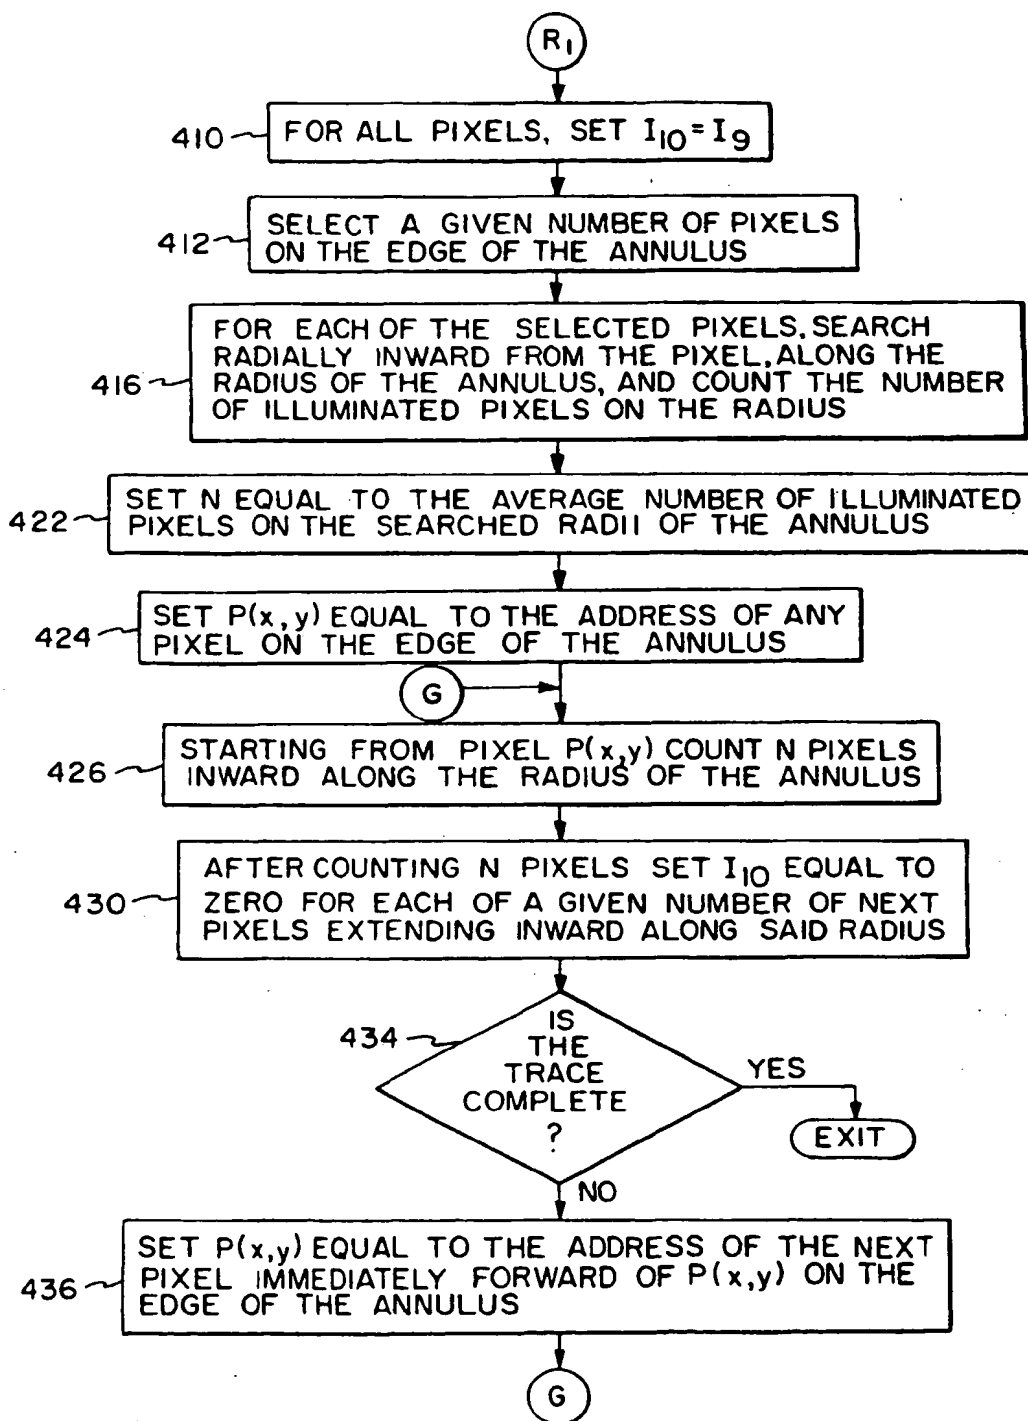 R1
410
FOR ALL PIXELS, SET I10 = I9
412
SELECT A GIVEN NUMBER OF PIXELS
ON THE EDGE OF THE ANNULUS
416
FOR EACH OF THE SELECTED PIXELS, SEARCH
RADIALLY INWARD FROM THE PIXEL, ALONG THE
RADIUS OF THE ANNULUS, AND COUNT THE NUMBER
OF ILLUMINATED PIXELS ON THE RADIUS
422
SET N EQUAL TO THE AVERAGE NUMBER OF ILLUMINATED
PIXELS ON THE SEARCHED RADII OF THE ANNULUS
424
SET P(x,y) EQUAL TO THE ADDRESS OF ANY
PIXEL ON THE EDGE OF THE ANNULUS
G
426
STARTING FROM PIXEL P(x,y) COUNT N PIXELS
INWARD ALONG THE RADIUS OF THE ANNULUS
430
AFTER COUNTING N PIXELS SET I10 EQUAL TO
ZERO FOR EACH OF A GIVEN NUMBER OF NEXT
PIXELS EXTENDING INWARD ALONG SAID RADIUS
434
IS
THE
TRACE
COMPLETE
?
YES
EXIT
NO
436
SET P(x,y) EQUAL TO THE ADDRESS OF THE NEXT
PIXEL IMMEDIATELY FORWARD OF P(x,y) ON THE
EDGE OF THE ANNULUS
G